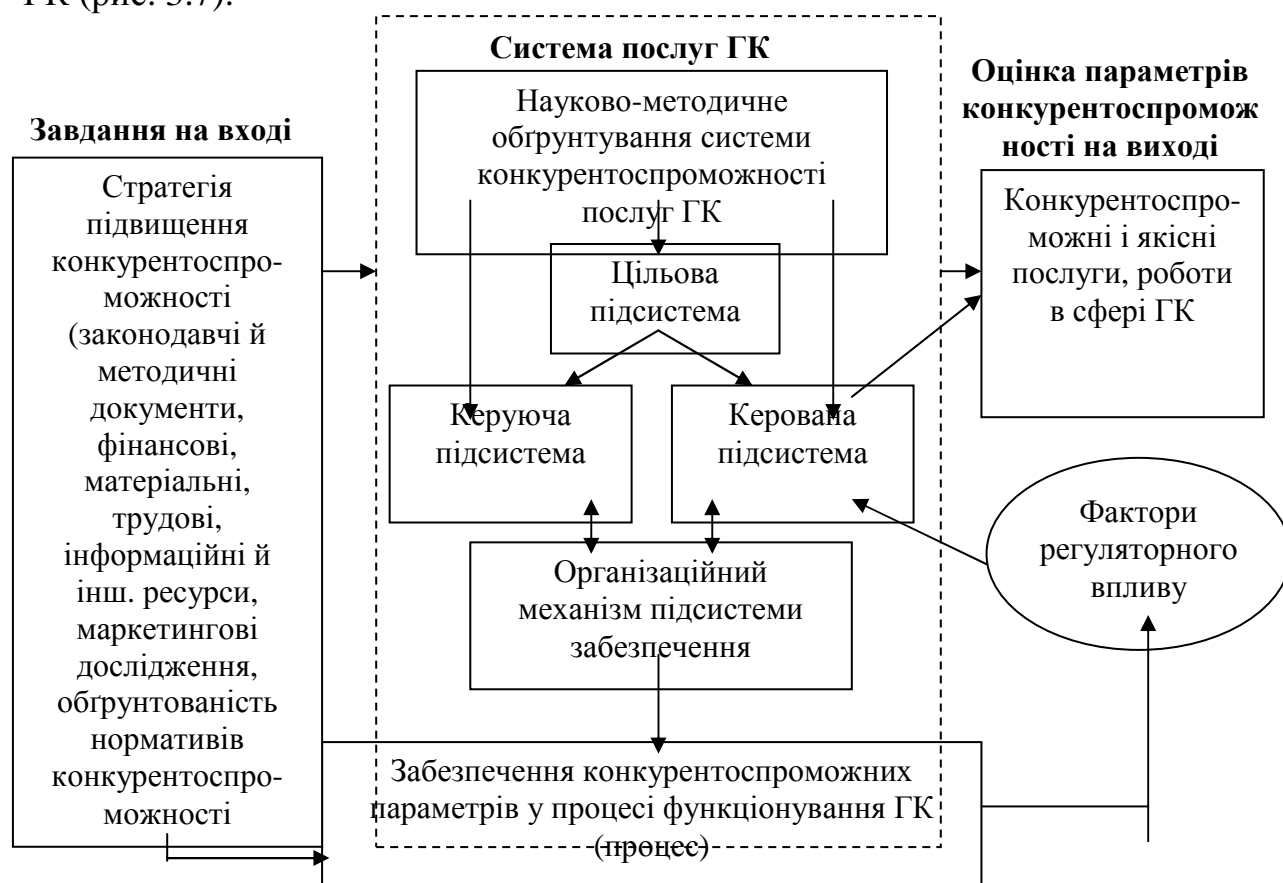 ГК (рис. 3.7).
Завдання на вході
Стратегія
підвищення
конкурентоспро-
можності
(законодавчі й
методичні
документи,
фінансові,
матеріальні,
трудові,
інформаційні й
інш. ресурси,
маркетингові
дослідження,
обґрунтованість
нормативів
конкурентоспро-
можності
Система послуг ГК
Науково-методичне
обґрунтування системи
конкурентоспроможності
послуг ГК
Цільова
підсистема
Керуюча
підсистема
Керована
підсистема
Організаційний
механізм підсистеми
забезпечення
Забезпечення конкурентоспроможних
параметрів у процесі функціонування ГК
(процес)
Оцінка параметрів
конкурентоспромож
ності на виході
Конкурентоспро-
можні і якісні
послуги, роботи
в сфері ГК
Фактори
регуляторного
впливу